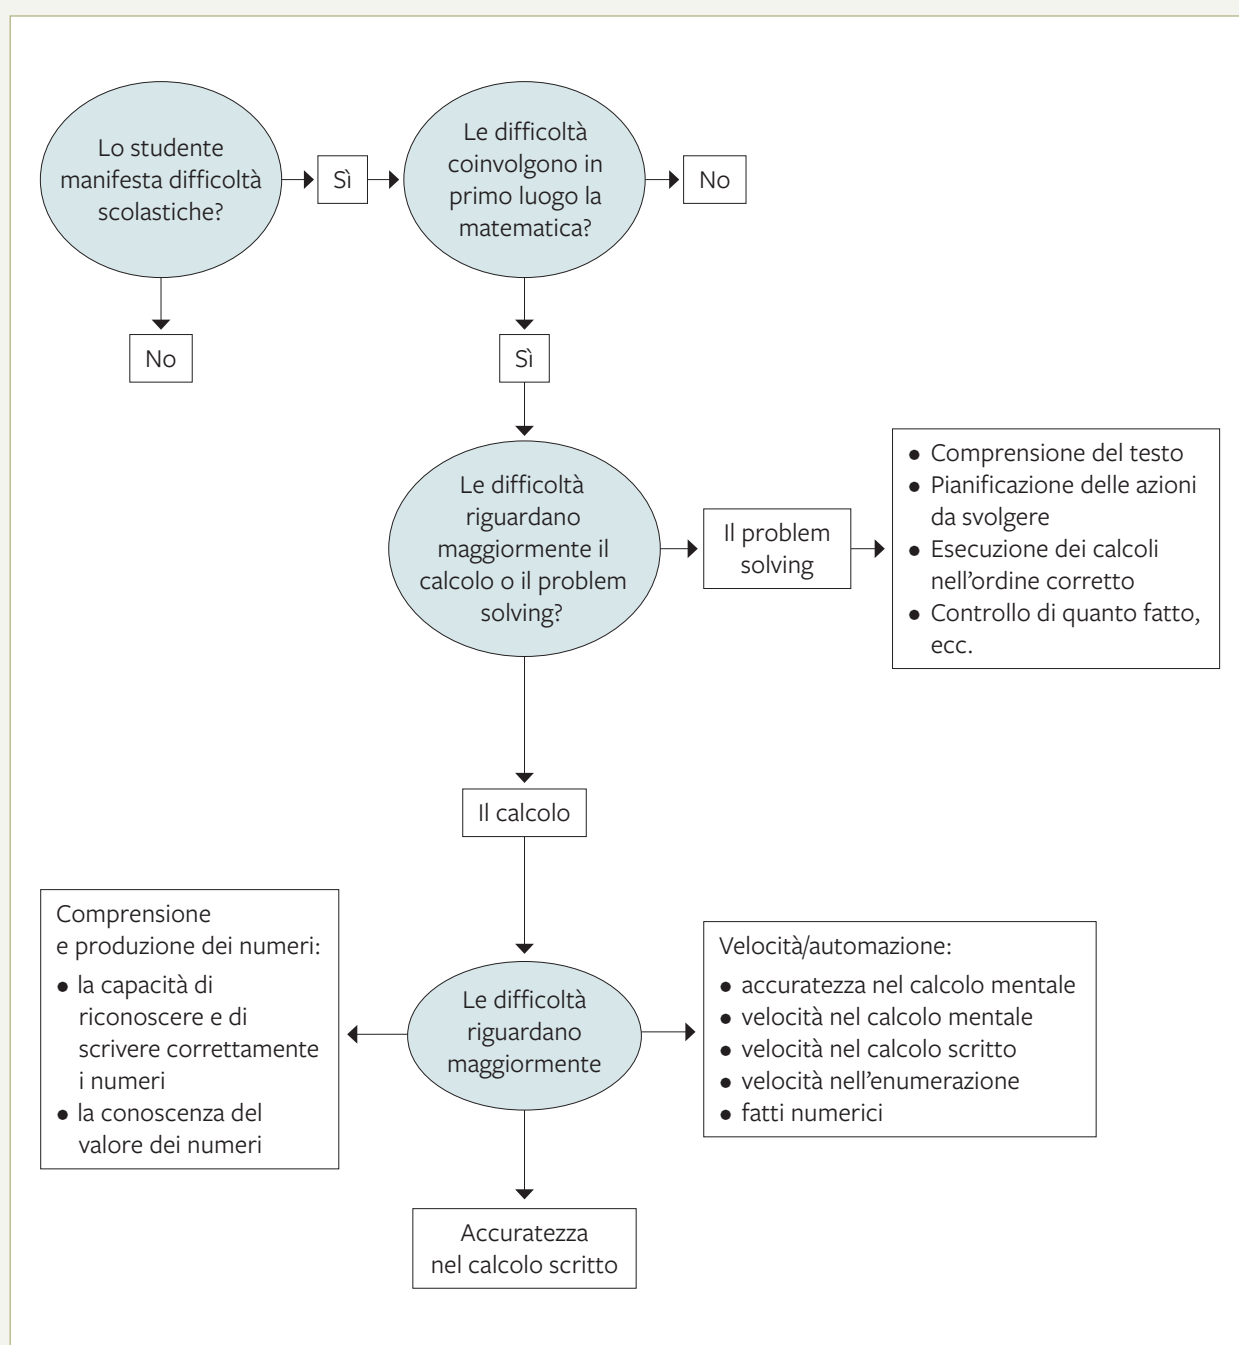 Lo studente
manifesta difficoltà
scolastiche?
Sì
Le difficoltà
coinvolgono in
primo luogo la
matematica?
No
No
Sì
Le difficoltà
riguardano
maggiormente il
calcolo o il problem
solving?
Il problem
solving
● Comprensione del testo
● Pianificazione delle azioni
da svolgere
● Esecuzione dei calcoli
nell’ordine corretto
● Controllo di quanto fatto,
ecc.
Il calcolo
Comprensione
e produzione dei numeri:
● la capacità di
riconoscere e di
scrivere correttamente
i numeri
● la conoscenza del
valore dei numeri
Le difficoltà
riguardano
maggiormente
Velocità/automazione:
● accuratezza nel calcolo mentale
● velocità nel calcolo mentale
● velocità nel calcolo scritto
● velocità nell’enumerazione
● fatti numerici
Accuratezza
nel calcolo scritto